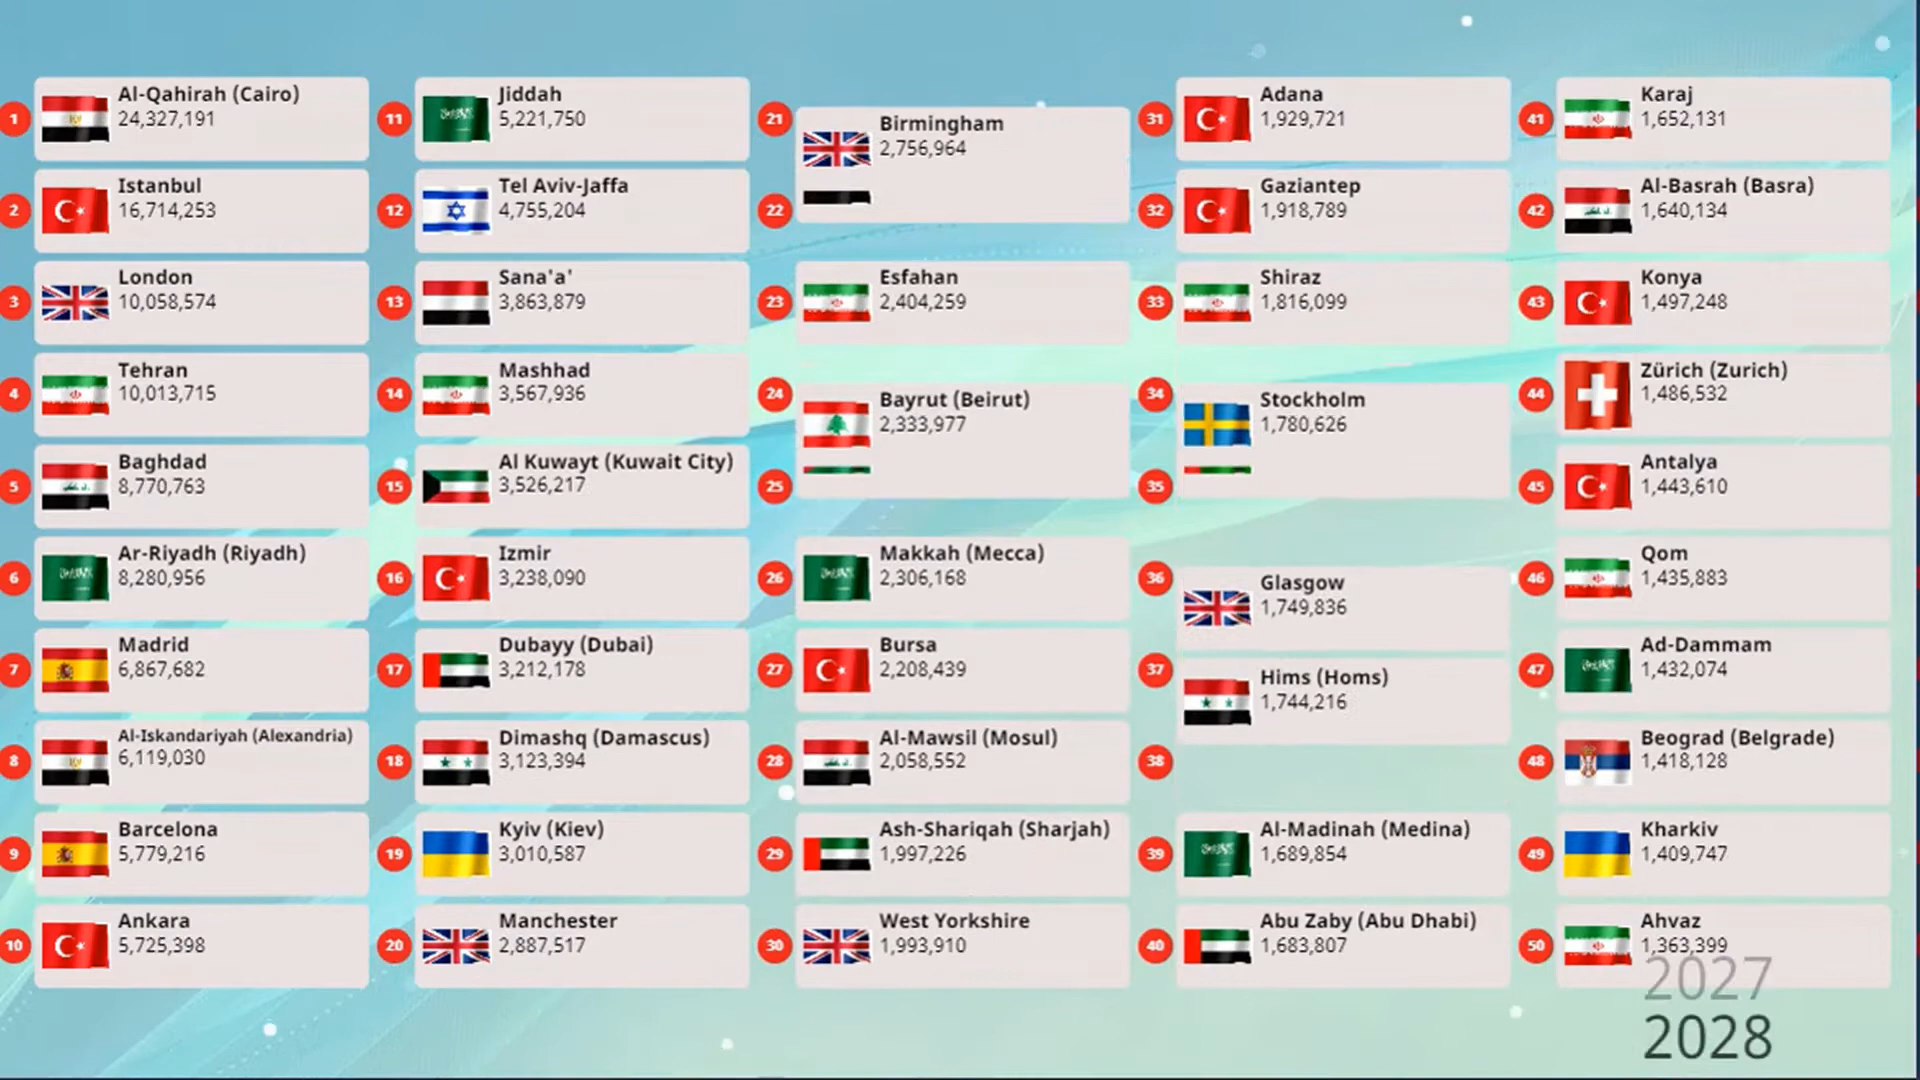 1
Al-Qahirah (Cairo)
24,327,191
2
Istanbul
16,714,253
3
London
10,058,574
4
Tehran
10,013,715
5
Baghdad
8,770,763
6
Ar-Riyadh (Riyadh)
8,280,956
7
Madrid
6,867,682
8
Al-Iskandariyah (Alexandria)
6,119,030
9
Barcelona
5,779,216
10
Ankara
5,725,398
11
Jiddah
5,221,750
12
Tel Aviv-Jaffa
4,755,204
13
Sana'a'
3,863,879
14
Mashhad
3,567,936
15
Al Kuwayt (Kuwait City)
3,526,217
16
Izmir
3,238,090
17
Dubayy (Dubai)
3,212,178
18
Dimashq (Damascus)
3,123,394
19
Kyiv (Kiev)
3,010,587
20
Manchester
2,887,517
21
Birmingham
2,756,964
22
23
Esfahan
2,404,259
24
Bayrut (Beirut)
2,333,977
25
26
Makkah (Mecca)
2,306,168
27
Bursa
2,208,439
28
Al-Mawsil (Mosul)
2,058,552
29
Ash-Shariqah (Sharjah)
1,997,226
30
West Yorkshire
1,993,910
31
Adana
1,929,721
32
Gaziantep
1,918,789
33
Shiraz
1,816,099
34
Stockholm
1,780,626
35
36
Glasgow
1,749,836
37
Hims (Homs)
1,744,216
38
39
Al-Madinah (Medina)
1,689,854
40
Abu Zaby (Abu Dhabi)
1,683,807
41
Karaj
1,652,131
42
Al-Basrah (Basra)
1,640,134
43
Konya
1,497,248
44
Zürich (Zurich)
1,486,532
45
Antalya
1,443,610
46
Qom
1,435,883
47
Ad-Dammam
1,432,074
48
Beograd (Belgrade)
1,418,128
49
Kharkiv
1,409,747
50
Ahvaz
1,363,399
2027
2028